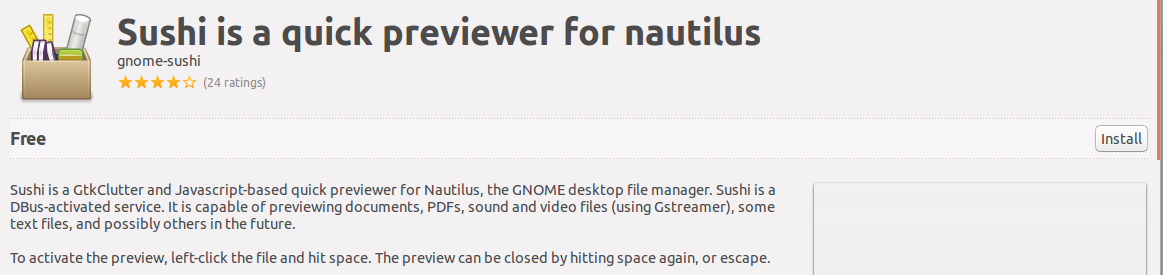 Sushi is a quick previewer for nautilus
gnome-sushi
(24 ratings)
Free
Install
Sushi is a GtkClutter and Javascript-based quick previewer for Nautilus, the GNOME desktop file manager. Sushi is a
DBus-activated service. It is capable of previewing documents, PDFs, sound and video files (using Gstreamer), some
text files, and possibly others in the future.
To activate the preview, left-click the file and hit space. The preview can be closed by hitting space again, or escape.